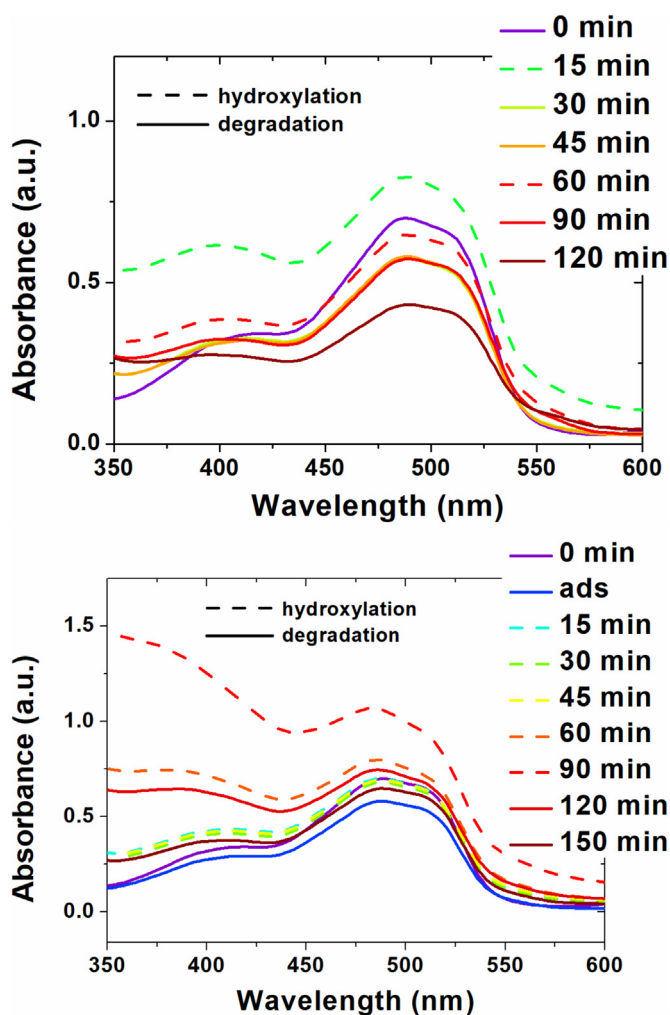 0 min
15 min
30 min
45 min
60 min
90 min
120 min
hydroxylation
degradation
Absorbance (a.u.)
1.0
0.5
0.0
350 400 450 500 550 600
Wavelength (nm)
0 min
ads
15 min
30 min
45 min
60 min
90 min
120 min
150 min
hydroxylation
degradation
Absorbance (a.u.)
1.5
1.0
0.5
0.0
350 400 450 500 550 600
Wavelength (nm)